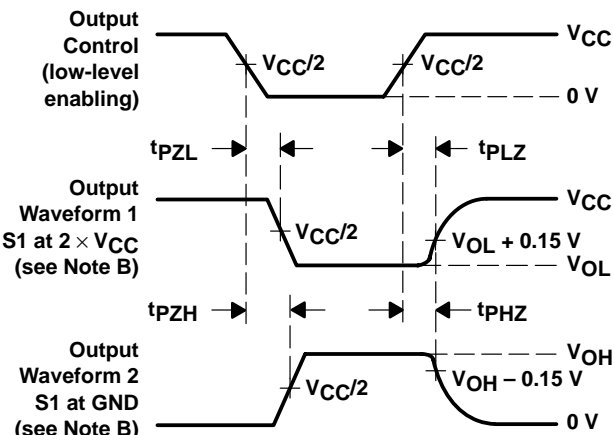 Output
Control
(low-level
enabling)
VCC/2
VCC/2
VCC
0 V
tPZL
tPLZ
Output
Waveform 1
S1 at 2 × VCC
(see Note B)
VCC/2
VCC
VOL + 0.15 V
VOL
tPZH
tPHZ
Output
Waveform 2
S1 at GND
(see Note B)
VCC/2
VOH
VOH – 0.15 V
0 V